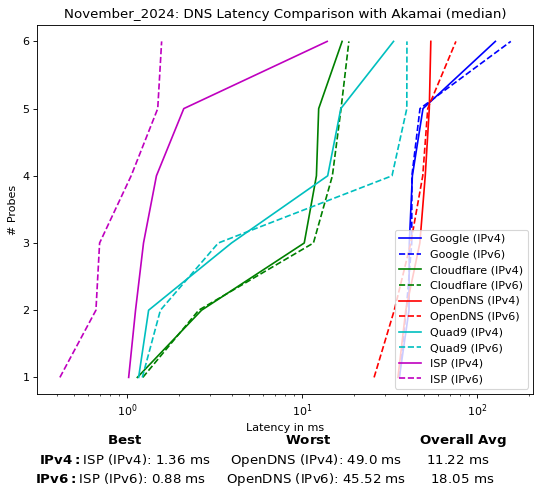 November_2024: DNS Latency Comparison with Akamai (median)
# Probes
6
5
4
3
2
1
Google (IPv4)
Google (IPv6)
Cloudflare (IPv4)
Cloudflare (IPv6)
OpenDNS (IPv4)
OpenDNS (IPv6)
Quad9 (IPv4)
Quad9 (IPv6)
ISP (IPv4)
ISP (IPv6)
10⁰ 10¹ 10²
Latency in ms
Best Worst Overall Avg
IPv4: ISP (IPv4): 1.36 ms OpenDNS (IPv4): 49.0 ms 11.22 ms
IPv6: ISP (IPv6): 0.88 ms OpenDNS (IPv6): 45.52 ms 18.05 ms